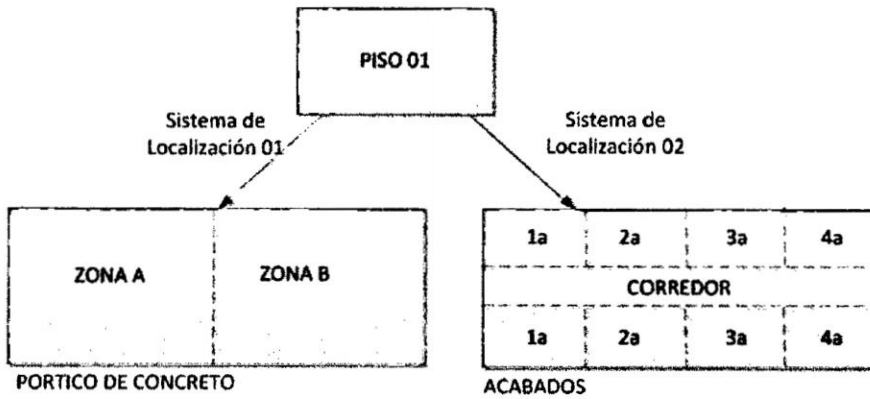 PISO 01
Sistema de
Localización 01
Sistema de
Localización 02
ZONA A
ZONA B
1a
2a
3a
4a
CORREDOR
1a
2a
3a
4a
PORTICO DE CONCRETO
ACABADOS